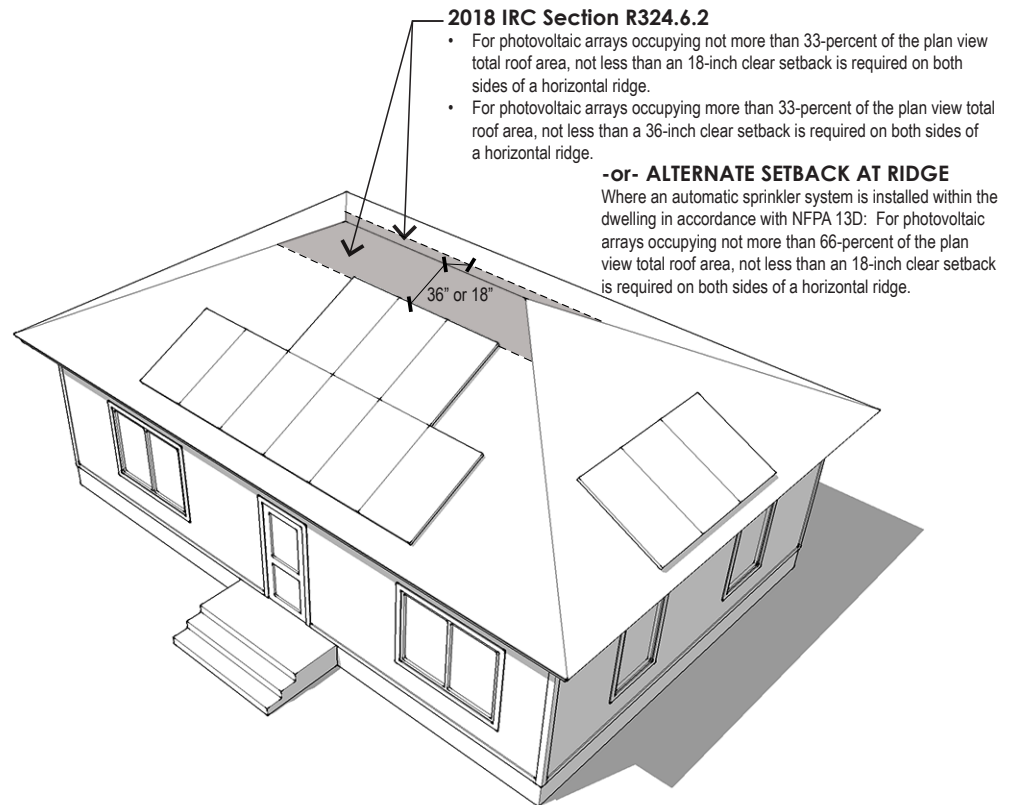 2018 IRC Section R324.6.2
• For photovoltaic arrays occupying not more than 33-percent of the plan view
total roof area, not less than an 18-inch clear setback is required on both
sides of a horizontal ridge.
• For photovoltaic arrays occupying more than 33-percent of the plan view total
roof area, not less than a 36-inch clear setback is required on both sides of
a horizontal ridge.
-or- ALTERNATE SETBACK AT RIDGE
Where an automatic sprinkler system is installed within the
dwelling in accordance with NFPA 13D:  For photovoltaic
arrays occupying not more than 66-percent of the plan
view total roof area, not less than an 18-inch clear setback
is required on both sides of a horizontal ridge.
36” or 18”